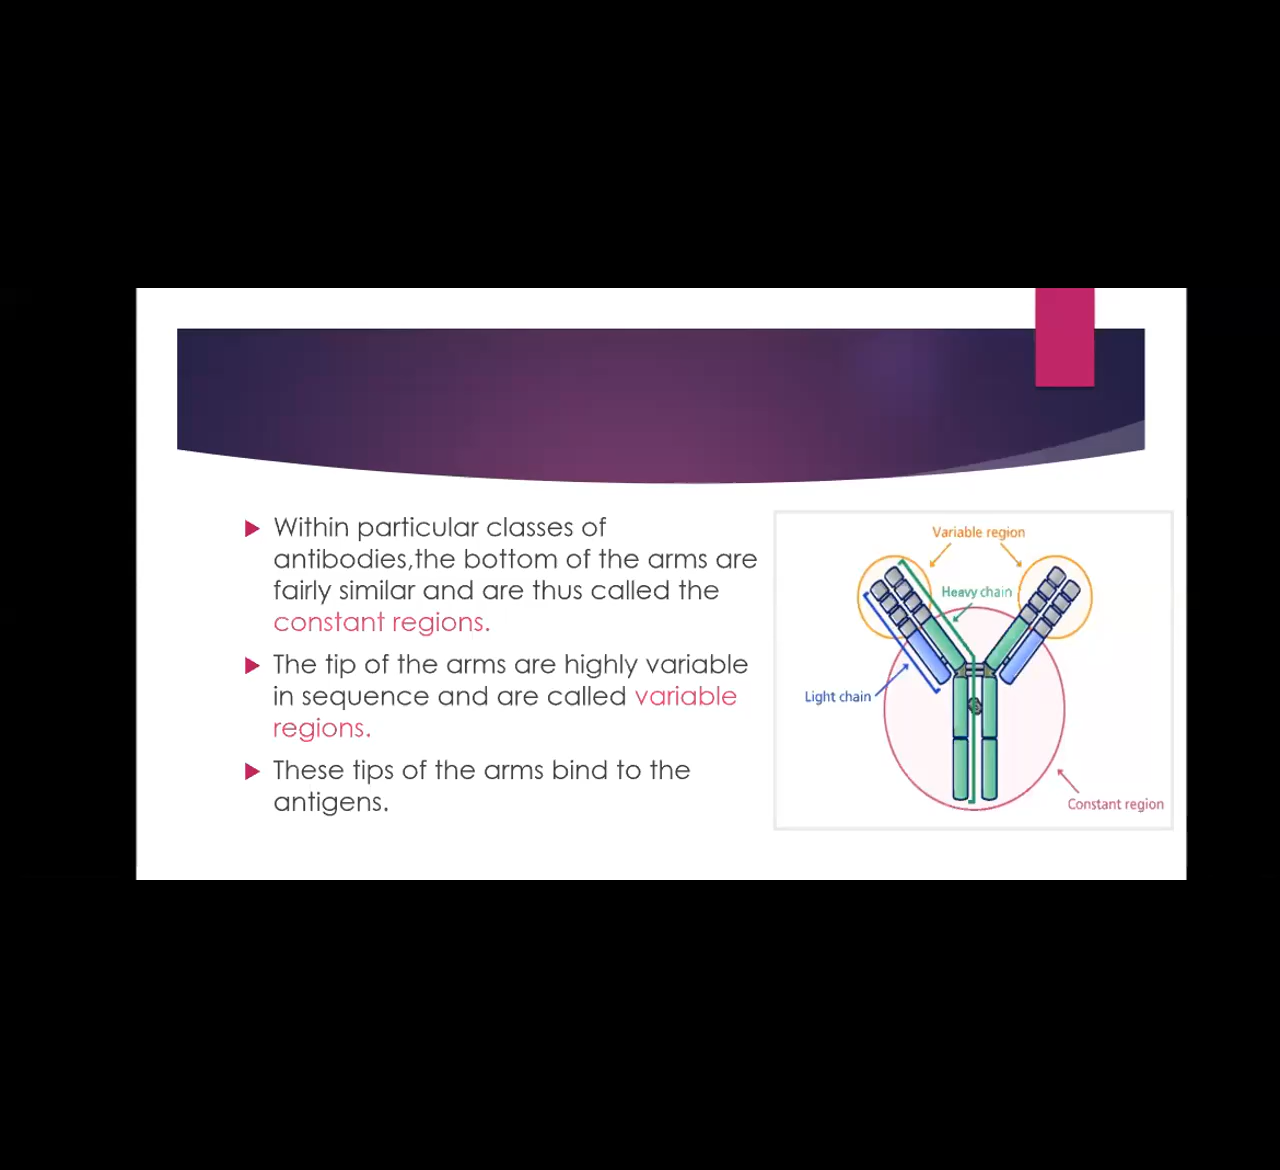 Within particular classes of
antibodies,the bottom of the arms are
fairly similar and are thus called the
constant regions.
The tip of the arms are highly variable
in sequence and are called variable
regions.
These tips of the arms bind to the
antigens.
Variable region
Heavy chain
Light chain
Constant region